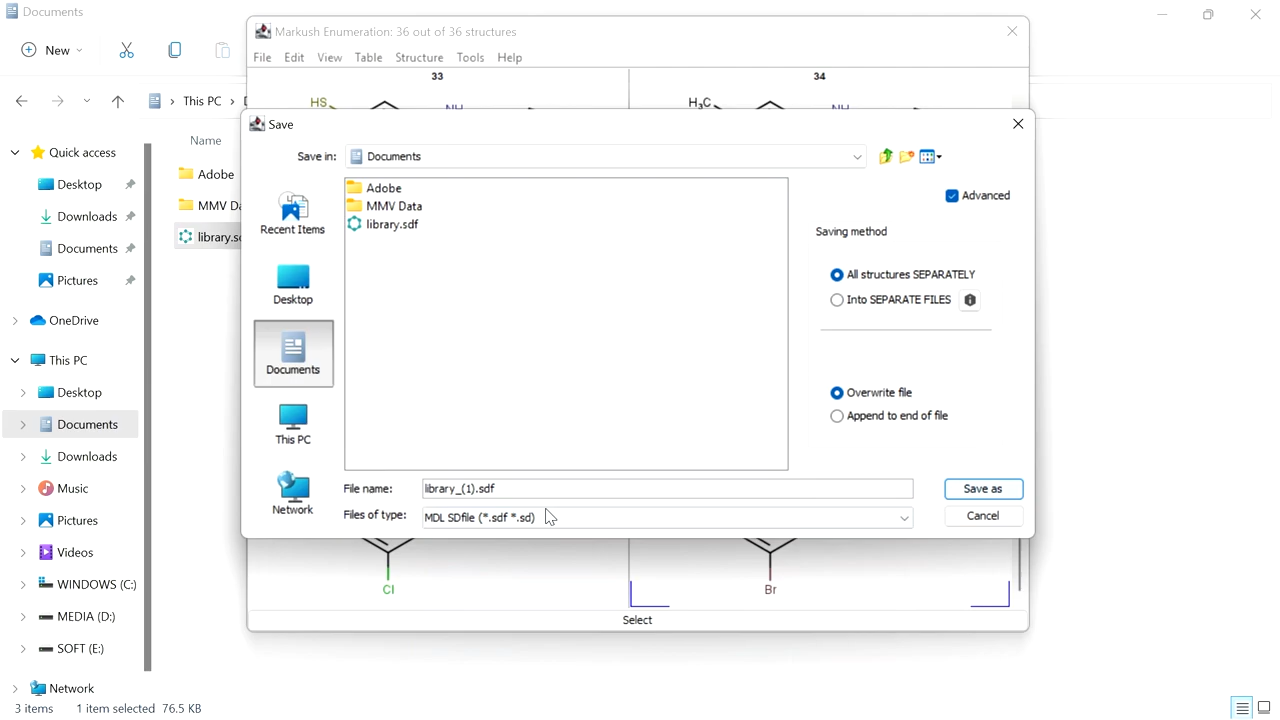 Documents
New
This PC
Name
Quick access
Desktop
Downloads
Documents
Pictures
OneDrive
This PC
Desktop
Documents
Downloads
Music
Pictures
Videos
WINDOWS (C:)
MEDIA (D:)
SOFT (E:)
Network
Adobe
MMV Da
library.sd
3 items 1 item selected 76.5 KB
Markush Enumeration: 36 out of 36 structures
File Edit View Table Structure Tools Help
33 34
HS NH H₃C NH
Save
Save in: Documents
Recent Items
Desktop
Documents
This PC
Network
Adobe
MMV Data
library.sdf
Advanced
Saving method
All structures SEPARATELY
Into SEPARATE FILES
Overwrite file
Append to end of file
File name: library_(1).sdf Save as
Files of type: MDL SDfile (*.sdf *.sd) Cancel
Cl Br
Select